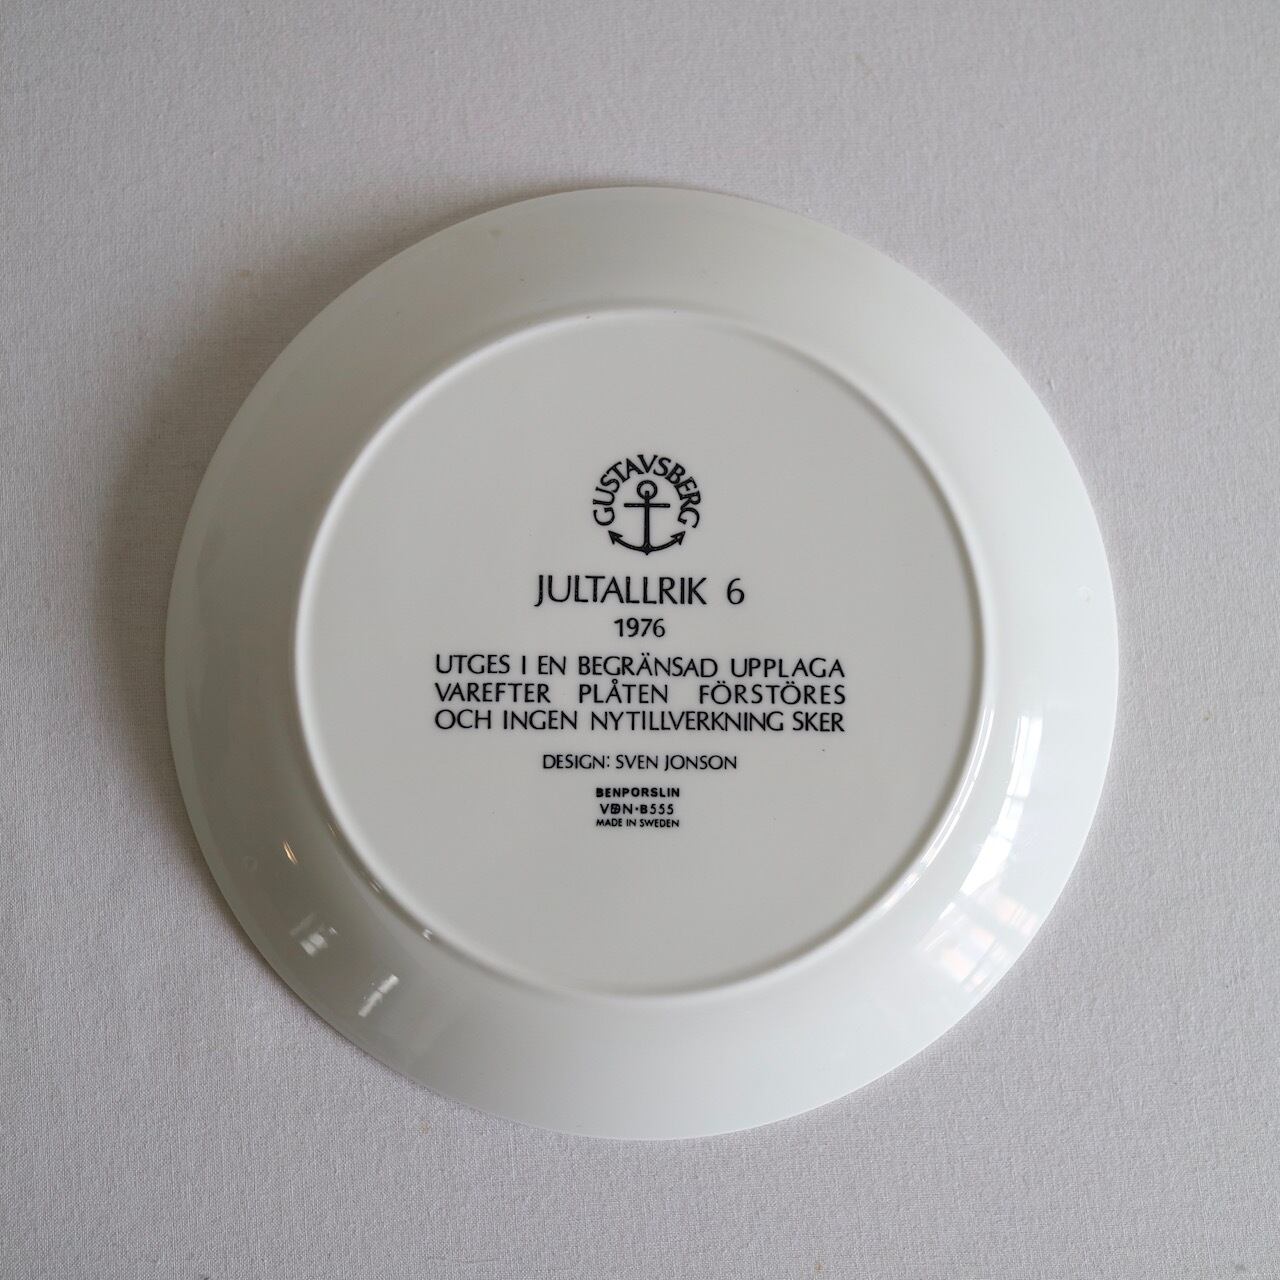 GUSTAVSBERG
JULTALLRIK 6
1976
UTGES I EN BEGRÄNSAD UPPLAGA
VAREFTER PLÅTEN FÖRSTÖRES
OCH INGEN NYTILLVERKNING SKER
DESIGN: SVEN JONSON
BENPORSLIN
VDN·B555
MADE IN SWEDEN